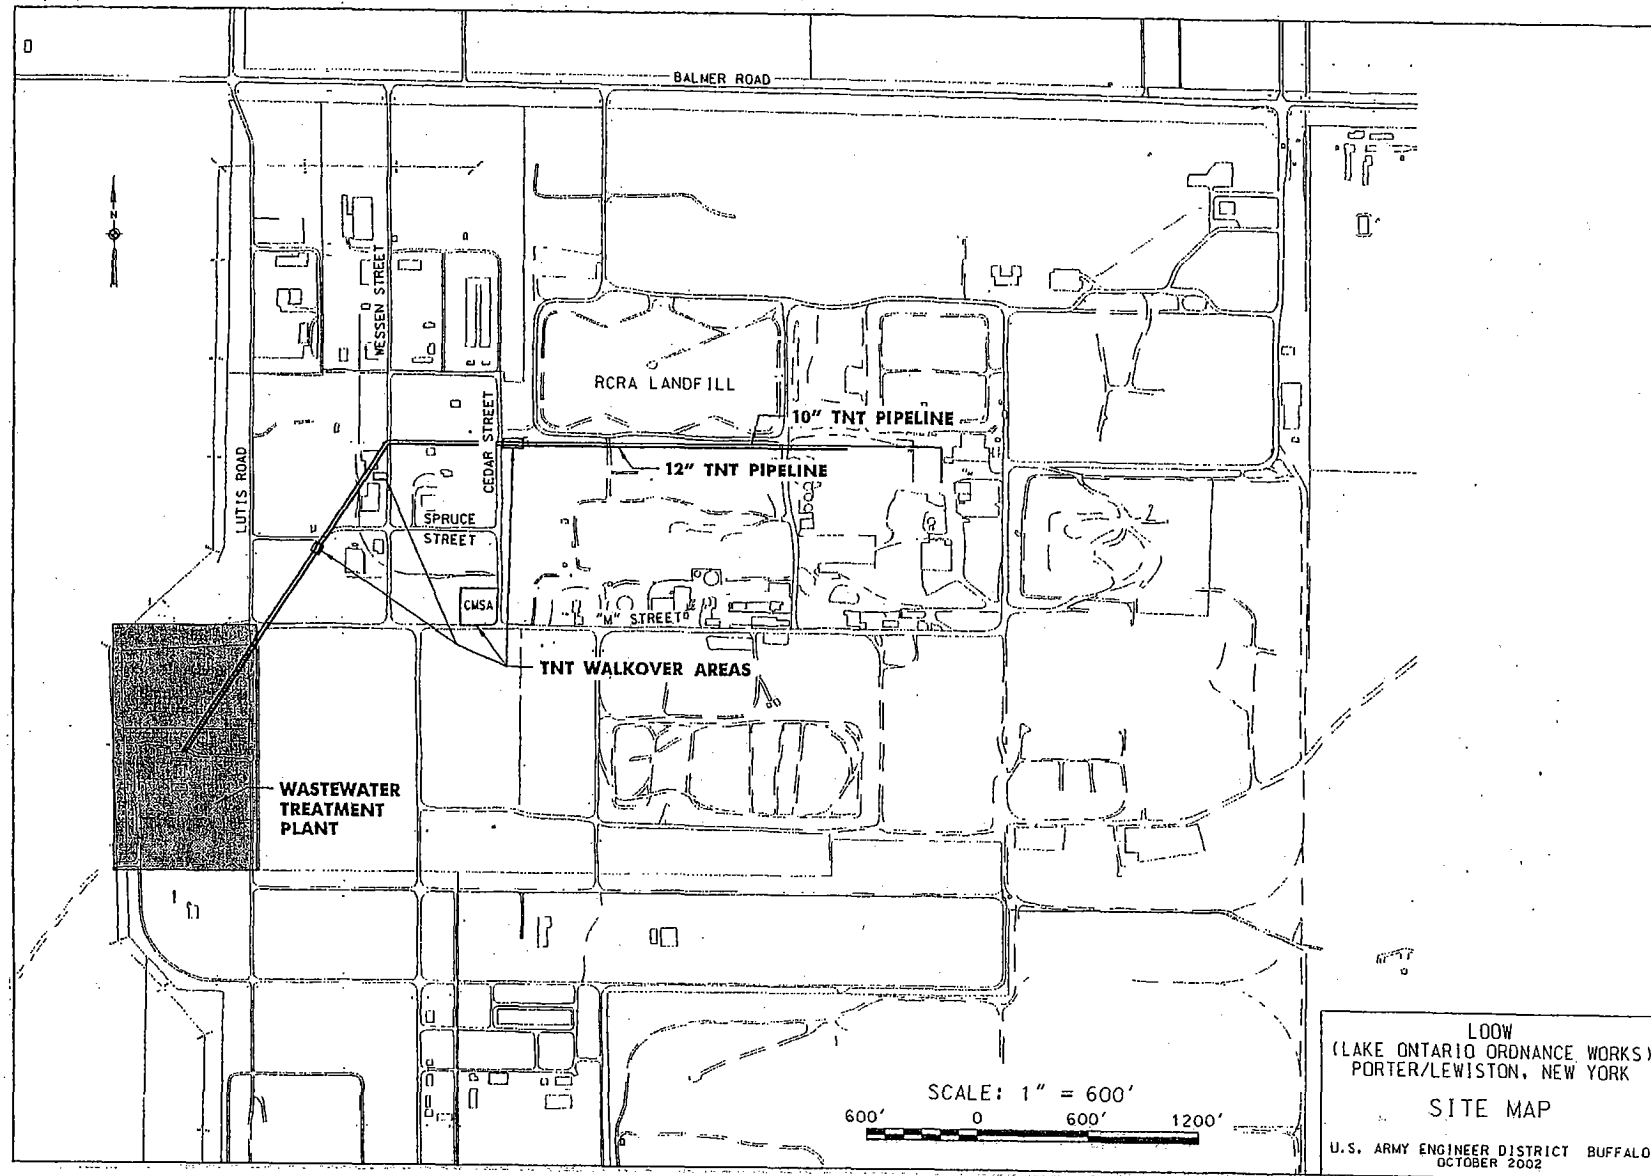 BALMER ROAD
N
WESSEN STREET
RCRA LANDFILL
CEDAR STREET
10" TNT PIPELINE
12" TNT PIPELINE
LUTTS ROAD
SPRUCE
STREET
CMSA
"M" STREET
TNT WALKOVER AREAS
WASTEWATER
TREATMENT
PLANT
SCALE: 1" = 600'
600' 0 600' 1200'
LOOW
(LAKE ONTARIO ORDNANCE WORKS)
PORTER/LEWISTON, NEW YORK
SITE MAP
U.S. ARMY ENGINEER DISTRICT BUFFALO
OCTOBER 2002